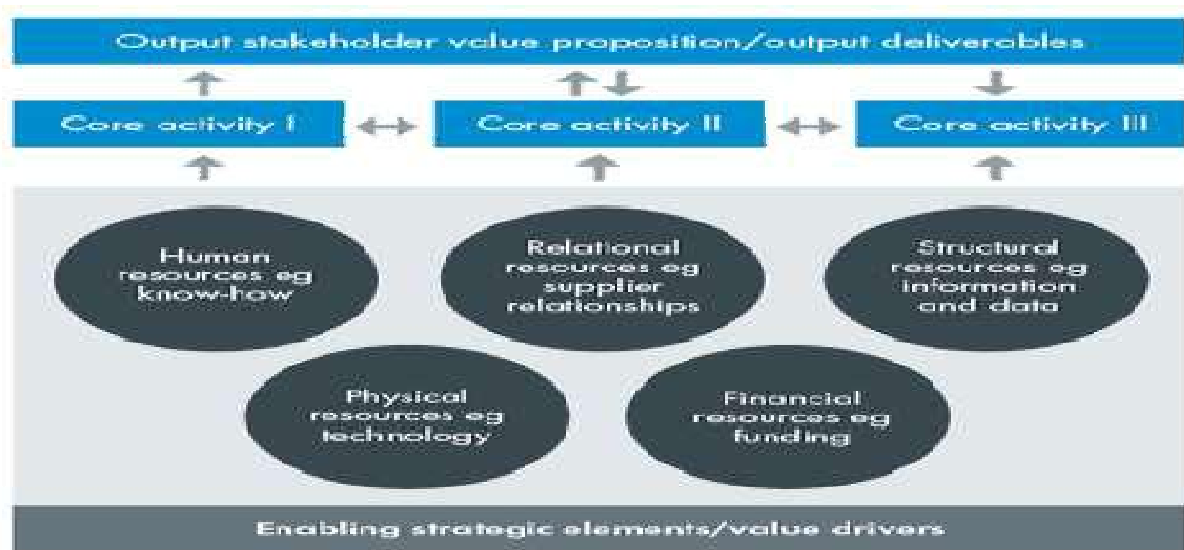 Output stakeholder value proposition/output deliverables
Core activity I
Core activity II
Core activity III
Human
resources eg
know-how
Relational
resources eg
supplier
relationships
Structural
resources eg
information
and data
Physical
resources eg
technology
Financial
resources eg
funding
Enabling strategic elements/value drivers